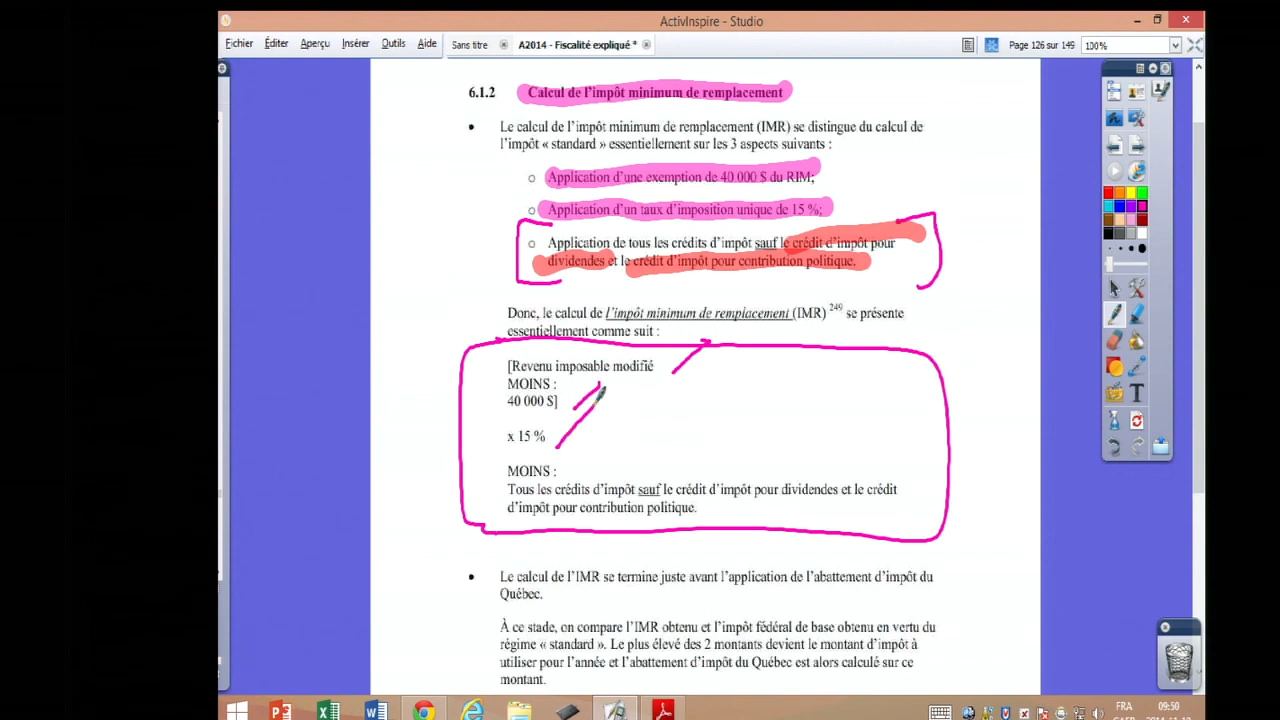 ActivInspire - Studio
Fichier Éditer Aperçu Insérer Outils Aide
Sans titre A2014 - Fiscalité expliqué * Page 126 sur 149 100%
6.1.2 Calcul de l'impôt minimum de remplacement
• Le calcul de l'impôt minimum de remplacement (IMR) se distingue du calcul de
l'impôt « standard » essentiellement sur les 3 aspects suivants :
o Application d'une exemption de 40 000 $ du RIM;
o Application d'un taux d'imposition unique de 15 %;
o Application de tous les crédits d'impôt sauf le crédit d'impôt pour
dividendes et le crédit d'impôt pour contribution politique.
Donc, le calcul de l'impôt minimum de remplacement (IMR) 249 se présente
essentiellement comme suit :
[Revenu imposable modifié
MOINS :
40 000 $]
x 15 %
MOINS :
Tous les crédits d'impôt sauf le crédit d'impôt pour dividendes et le crédit
d'impôt pour contribution politique.
• Le calcul de l'IMR se termine juste avant l'application de l'abattement d'impôt du
Québec.
À ce stade, on compare l'IMR obtenu et l'impôt fédéral de base obtenu en vertu du
régime « standard ». Le plus élevé des 2 montants devient le montant d'impôt à
utiliser pour l'année et l'abattement d'impôt du Québec est alors calculé sur ce
montant.
FRA 09:50